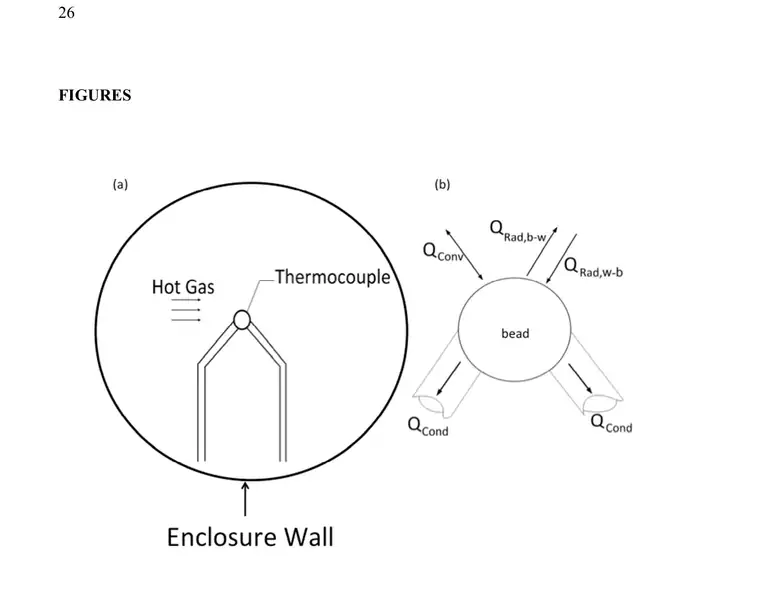 26
FIGURES
(a)
(b)
Hot Gas
Thermocouple
Enclosure Wall
QConv
QRad,b-w
QRad,w-b
bead
QCond
QCond